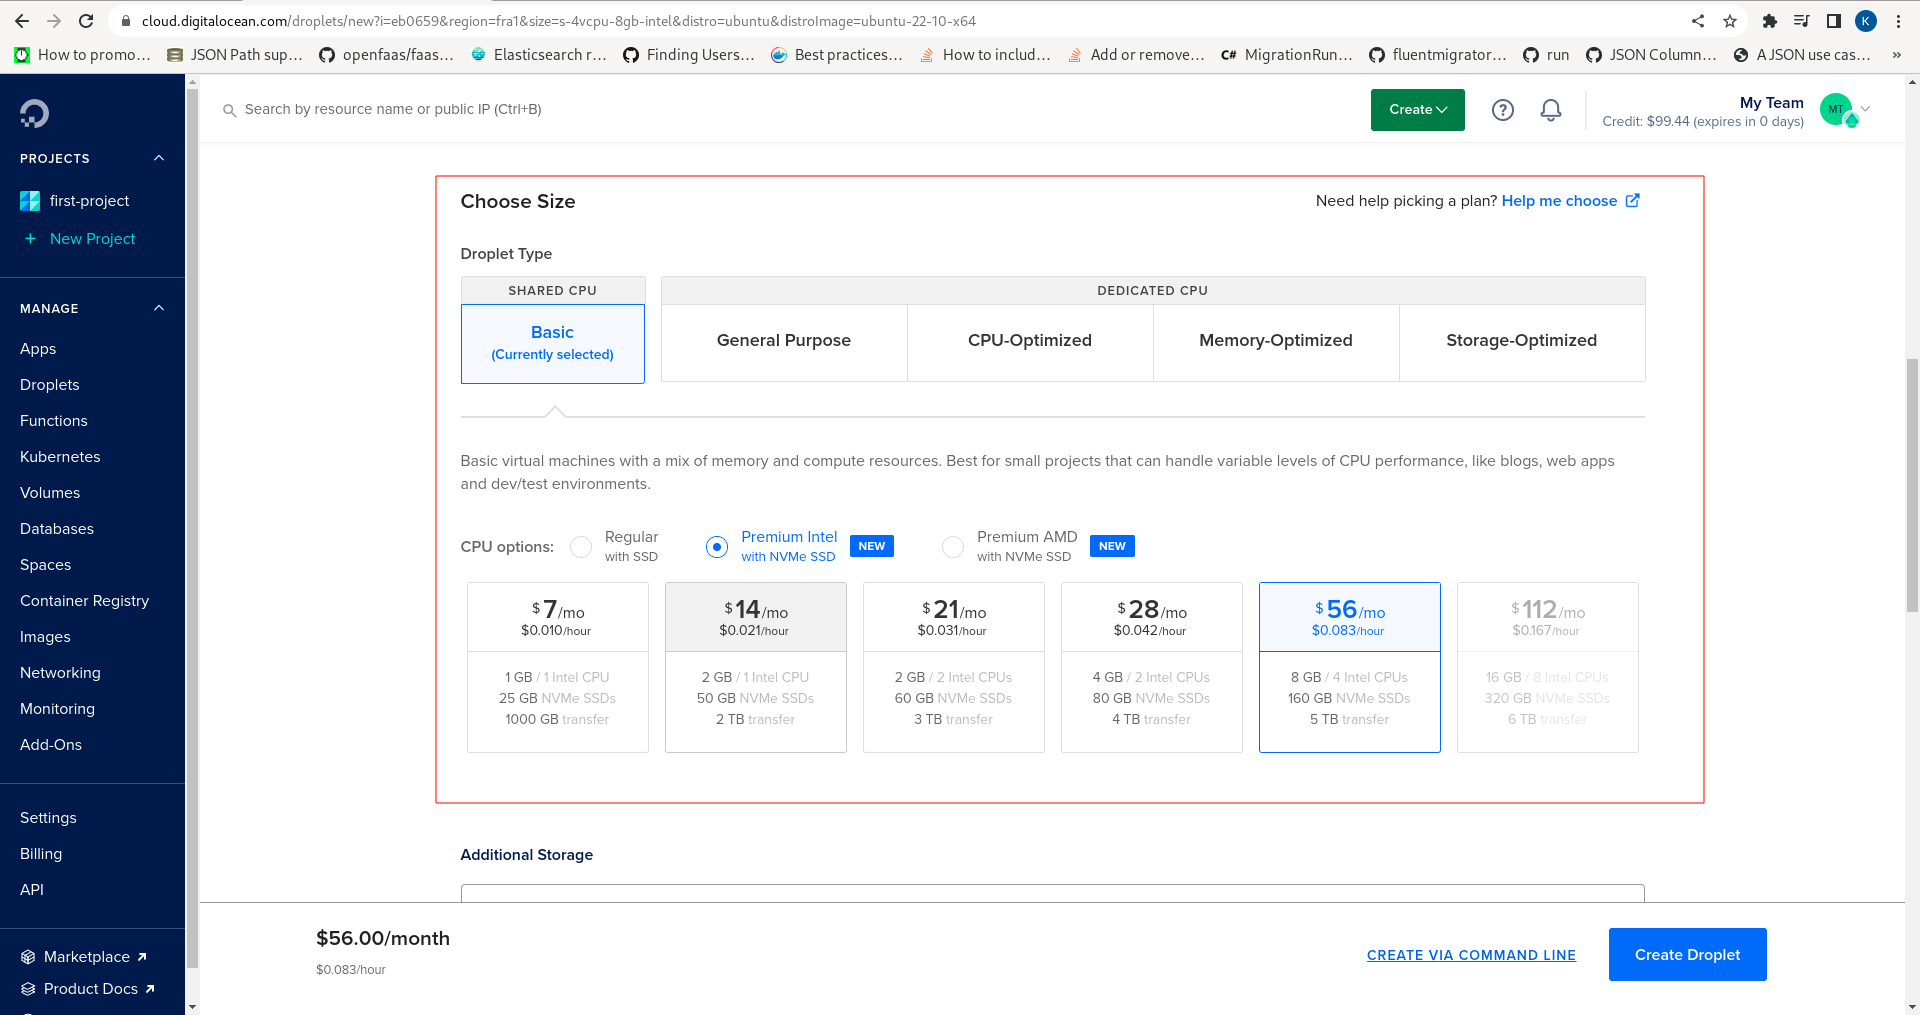 cloud.digitalocean.com/droplets/new?i=eb0659&region=fra1&size=s-4vcpu-8gb-intel&distro=ubuntu&distroImage=ubuntu-22-10-x64
K
How to promo… JSON Path sup… openfaas/faas… Elasticsearch r… Finding Users… Best practices… How to includ… Add or remove… C# MigrationRun… fluentmigrator… run JSON Column… A JSON use cas… »
Search by resource name or public IP (Ctrl+B)
Create
?
My Team
Credit: $99.44 (expires in 0 days)
MT
PROJECTS
first-project
+ New Project
MANAGE
Apps
Droplets
Functions
Kubernetes
Volumes
Databases
Spaces
Container Registry
Images
Networking
Monitoring
Add-Ons
Settings
Billing
API
Marketplace
Product Docs
Choose Size
Need help picking a plan? Help me choose
Droplet Type
SHARED CPU
DEDICATED CPU
Basic
(Currently selected)
General Purpose
CPU-Optimized
Memory-Optimized
Storage-Optimized
Basic virtual machines with a mix of memory and compute resources. Best for small projects that can handle variable levels of CPU performance, like blogs, web apps
and dev/test environments.
CPU options:
Regular
with SSD
Premium Intel
with NVMe SSD
NEW
Premium AMD
with NVMe SSD
NEW
$7/mo
$0.010/hour
1 GB / 1 Intel CPU
25 GB NVMe SSDs
1000 GB transfer
$14/mo
$0.021/hour
2 GB / 1 Intel CPU
50 GB NVMe SSDs
2 TB transfer
$21/mo
$0.031/hour
2 GB / 2 Intel CPUs
60 GB NVMe SSDs
3 TB transfer
$28/mo
$0.042/hour
4 GB / 2 Intel CPUs
80 GB NVMe SSDs
4 TB transfer
$56/mo
$0.083/hour
8 GB / 4 Intel CPUs
160 GB NVMe SSDs
5 TB transfer
$112/mo
$0.167/hour
16 GB / 8 Intel CPUs
320 GB NVMe SSDs
6 TB transfer
Additional Storage
$56.00/month
$0.083/hour
CREATE VIA COMMAND LINE
Create Droplet